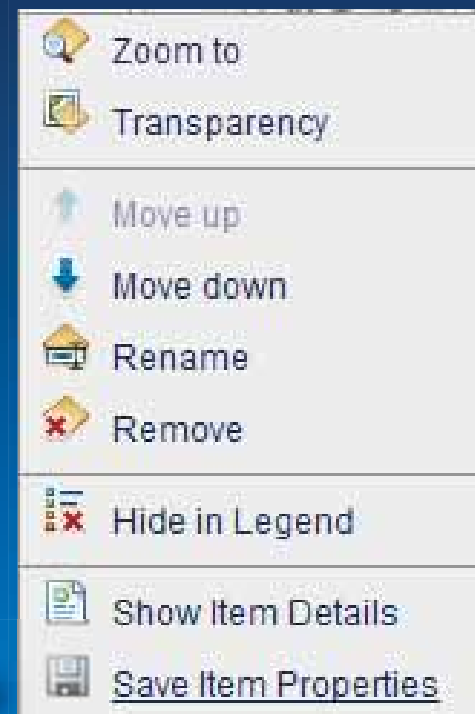 Zoom to
Transparency
Move up
Move down
Rename
Remove
Hide in Legend
Show Item Details
Save Item Properties